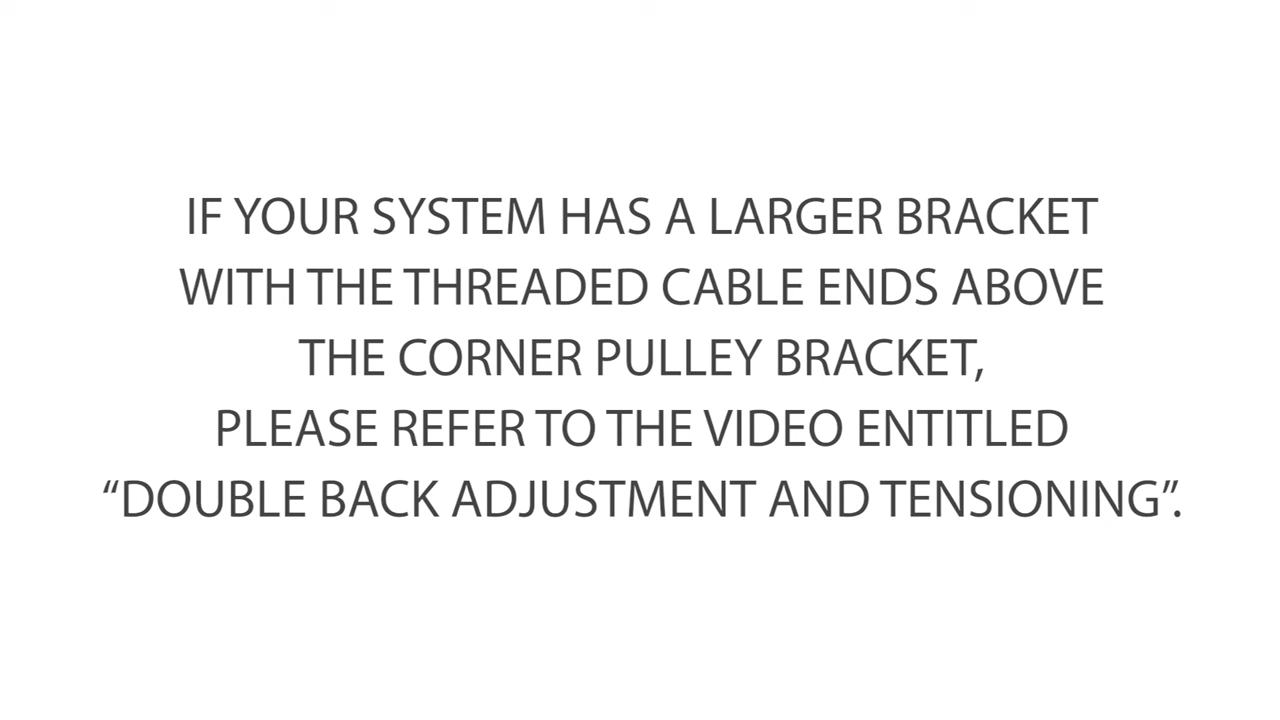 IF YOUR SYSTEM HAS A LARGER BRACKET
WITH THE THREADED CABLE ENDS ABOVE
THE CORNER PULLEY BRACKET,
PLEASE REFER TO THE VIDEO ENTITLED
“DOUBLE BACK ADJUSTMENT AND TENSIONING”.